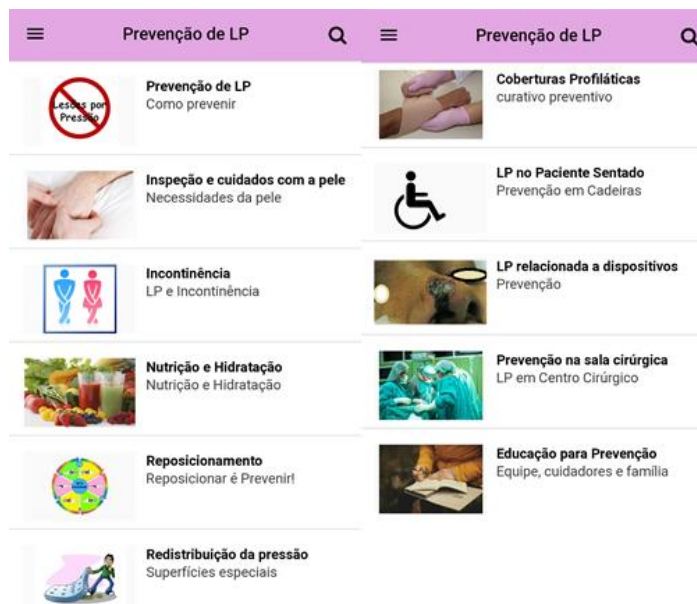 Prevenção de LP
Lesões por
Pressão
Prevenção de LP
Como prevenir
Inspeção e cuidados com a pele
Necessidades da pele
Incontinência
LP e Incontinência
Nutrição e Hidratação
Nutrição e Hidratação
Reposicionamento
Reposicionar é Prevenir!
Redistribuição da pressão
Superfícies especiais
Prevenção de LP
Coberturas Profiláticas
curativo preventivo
LP no Paciente Sentado
Prevenção em Cadeiras
LP relacionada a dispositivos
Prevenção
Prevenção na sala cirúrgica
LP em Centro Cirúrgico
Educação para Prevenção
Equipe, cuidadores e família